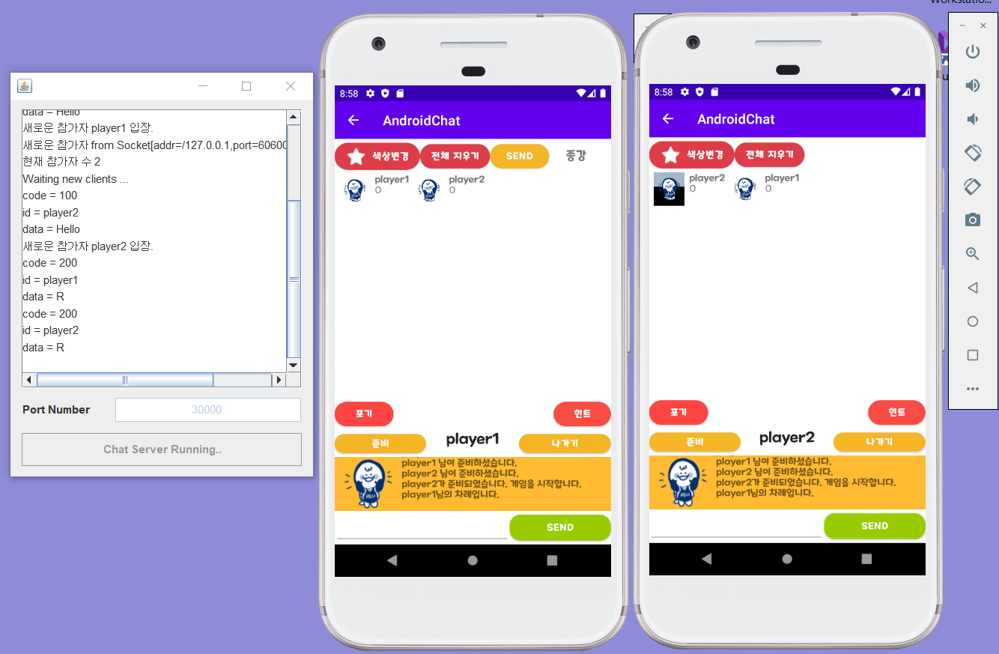 Workstatio...
data = Hello
새로운 참가자 player1 입장.
새로운 참가자 from Socket[addr=/127.0.0.1,port=60600
현재 참가자 수 2
Waiting new clients ...
code = 100
id = player2
data = Hello
새로운 참가자 player2 입장.
code = 200
id = player1
data = R
code = 200
id = player2
data = R
Port Number
30000
Chat Server Running..
8:58
AndroidChat
색상변경
전체 지우기
SEND
종강
player1
0
player2
0
포기
힌트
준비
player1
나가기
player1 님이 준비하셨습니다.
player2 님이 준비하셨습니다.
player2가 준비되었습니다. 게임을 시작합니다.
player1님의 차례입니다.
HSU
SEND
8:58
AndroidChat
색상변경
전체 지우기
player2
0
player1
0
포기
힌트
준비
player2
나가기
player1 님이 준비하셨습니다.
player2 님이 준비하셨습니다.
player2가 준비되었습니다. 게임을 시작합니다.
player1님의 차례입니다.
HSU
SEND